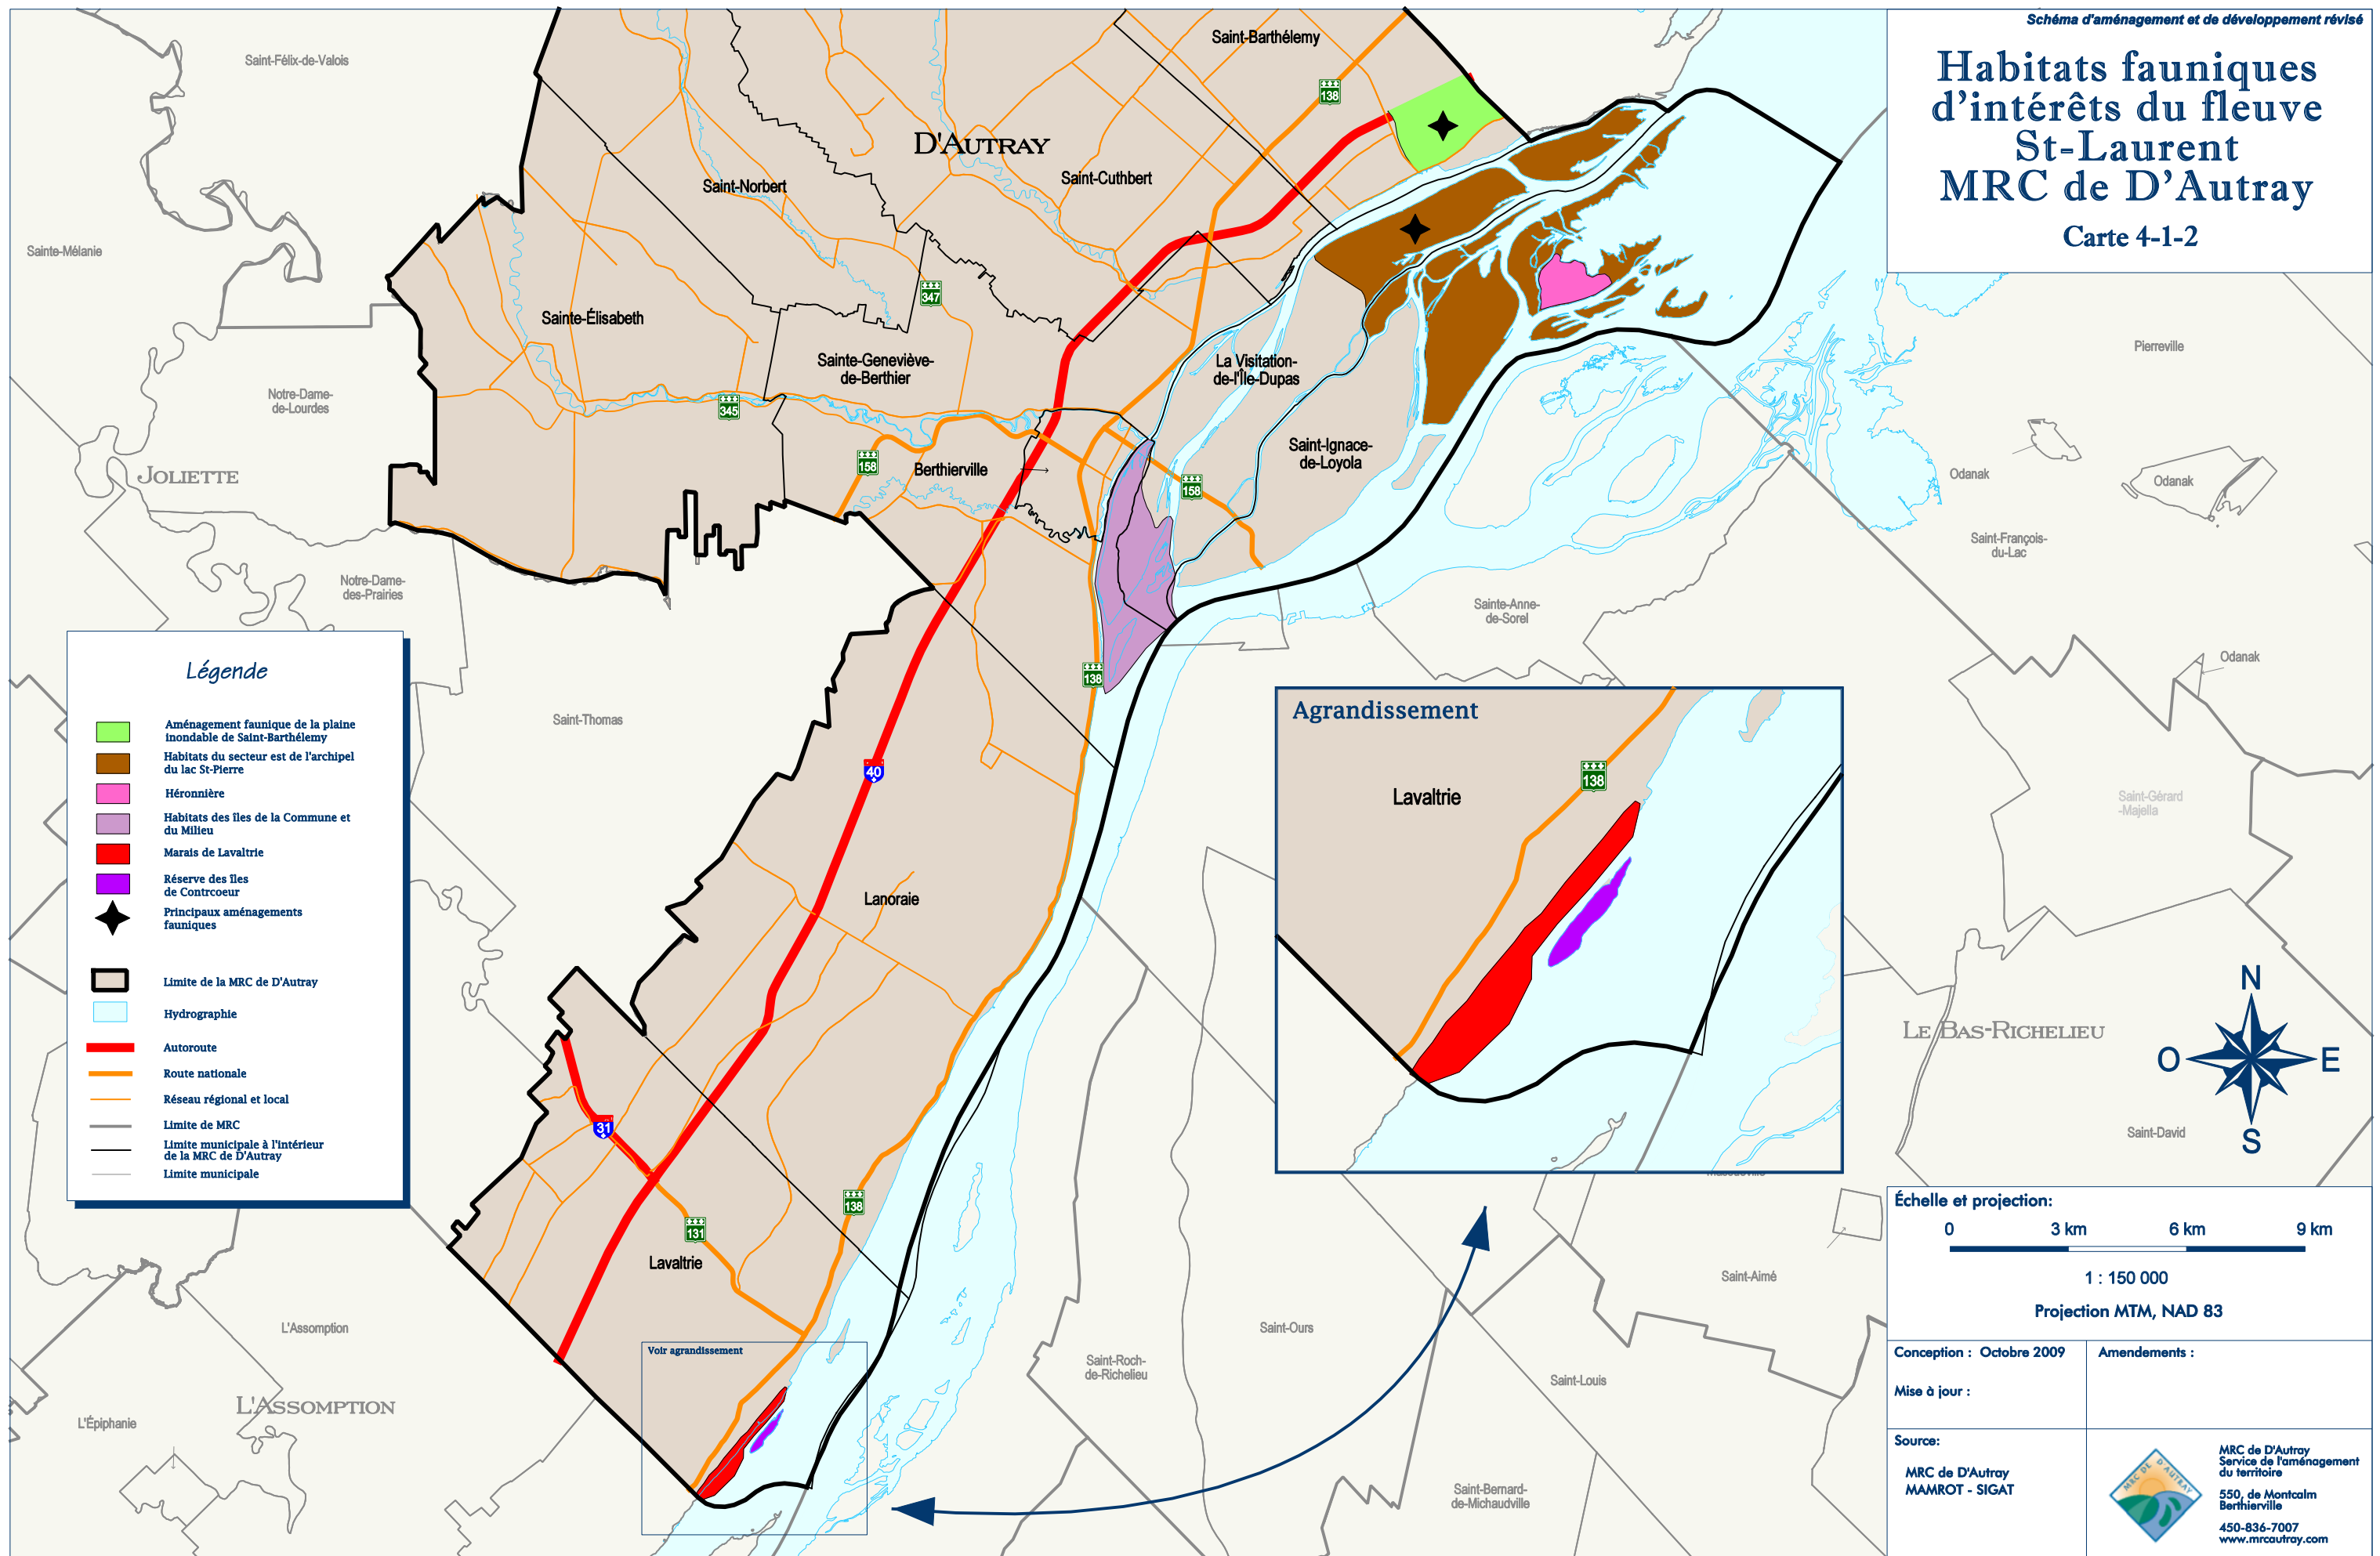 Schéma d'aménagement et de développement révisé
Habitats fauniques
d'intérêts du fleuve
St-Laurent
MRC de D'Autray
Carte 4-1-2
Saint-Félix-de-Valois
Saint-Barthélemy
138
D'AUTRAY
Saint-Cuthbert
Saint-Norbert
Sainte-Mélanie
347
Sainte-Élisabeth
Sainte-Geneviève-
de-Berthier
La Visitation-
de-l'Île-Dupas
Pierreville
Notre-Dame-
de-Lourdes
345
Saint-Ignace-
de-Loyola
158
Berthierville
158
JOLIETTE
Odanak
Odanak
Saint-François-
du-Lac
Notre-Dame-
des-Prairies
Sainte-Anne-
de-Sorel
Odanak
138
Saint-Thomas
40
Lanoraie
Saint-Gérard
-Majella
Légende
Aménagement faunique de la plaine
inondable de Saint-Barthélemy
Habitats du secteur est de l'archipel
du lac St-Pierre
Héronnière
Habitats des îles de la Commune et
du Milieu
Marais de Lavaltrie
Réserve des îles
de Contrcoeur
Principaux aménagements
fauniques
Limite de la MRC de D'Autray
Hydrographie
Autoroute
Route nationale
Réseau régional et local
Limite de MRC
Limite municipale à l'intérieur
de la MRC de D'Autray
Limite municipale
Agrandissement
138
Lavaltrie
LE BAS-RICHELIEU
N
O
E
S
Saint-David
31
138
131
Lavaltrie
Saint-Aimé
L'Assomption
Saint-Ours
Voir agrandissement
Saint-Roch-
de-Richelieu
Saint-Louis
L'ASSOMPTION
L'Épiphanie
Saint-Bernard-
de-Michaudville
Échelle et projection:
0 3 km 6 km 9 km
1 : 150 000
Projection MTM, NAD 83
Conception : Octobre 2009
Mise à jour :
Amendements :
Source:
MRC de D'Autray
MAMROT - SIGAT
MRC DE D'AUTRAY
MRC de D'Autray
Service de l'aménagement
du territoire
550, de Montcalm
Berthierville
450-836-7007
www.mrcautray.com